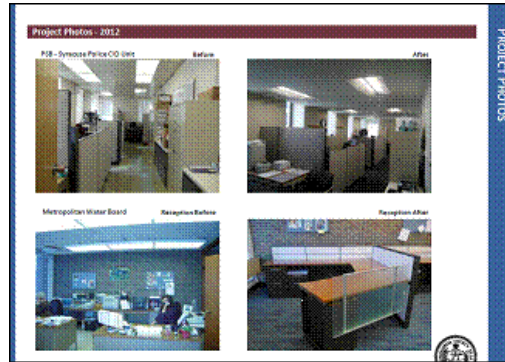 Project Photos - 2012
PSB - Syracuse Police CID Unit Before After
Metropolitan Water Board Reception Before Reception After
PROJECT PHOTOS